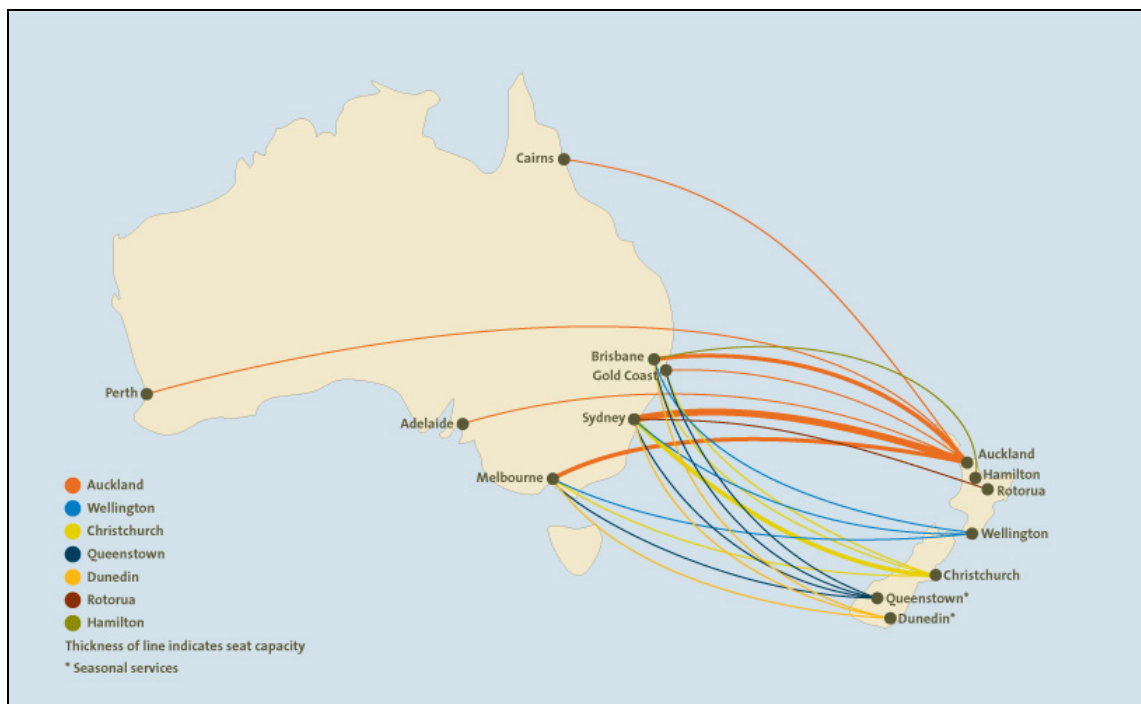 Cairns
Brisbane
Gold Coast
Perth
Adelaide
Sydney
Melbourne
Auckland
Hamilton
Rotorua
Wellington
Christchurch
Queenstown*
Dunedin*
Auckland
Wellington
Christchurch
Queenstown
Dunedin
Rotorua
Hamilton
Thickness of line indicates seat capacity
* Seasonal services